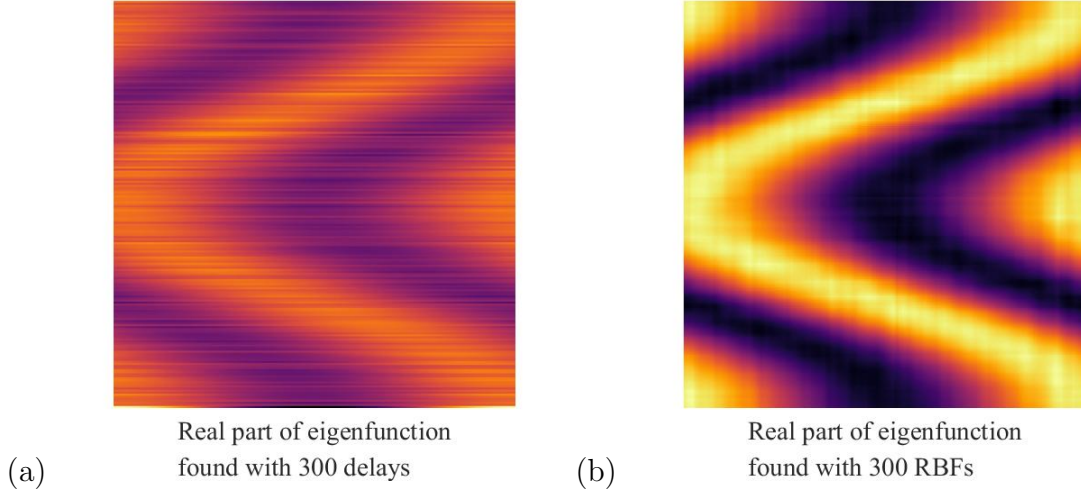 Real part of eigenfunction
(a) found with 300 delays
Real part of eigenfunction
(b) found with 300 RBFs